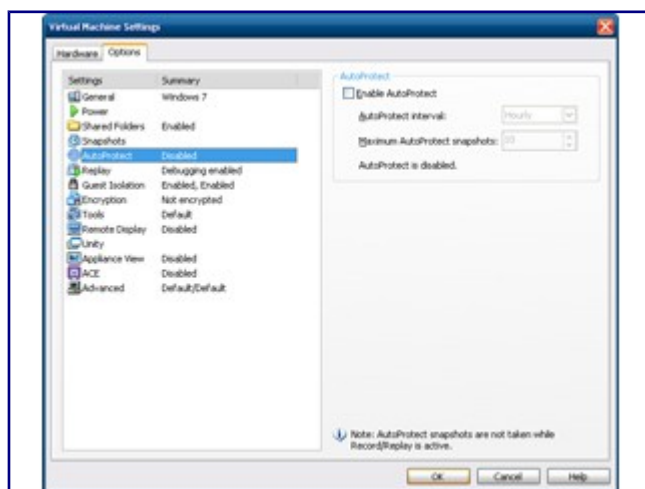 Virtual Machine Settings
Hardware Options
Settings Summary
General Windows 7
Power
Shared Folders Enabled
Snapshots
AutoProtect Disabled
Replay Debugging enabled
Guest Isolation Enabled, Enabled
Encryption Not encrypted
Tools Default
Remote Display Disabled
Unity
Appliance View Disabled
ACE Disabled
Advanced Default/Default
AutoProtect
Enable AutoProtect
AutoProtect interval: Hourly
Maximum AutoProtect snapshots: 10
AutoProtect is disabled.
Note: AutoProtect snapshots are not taken while
Record/Replay is active.
OK Cancel Help